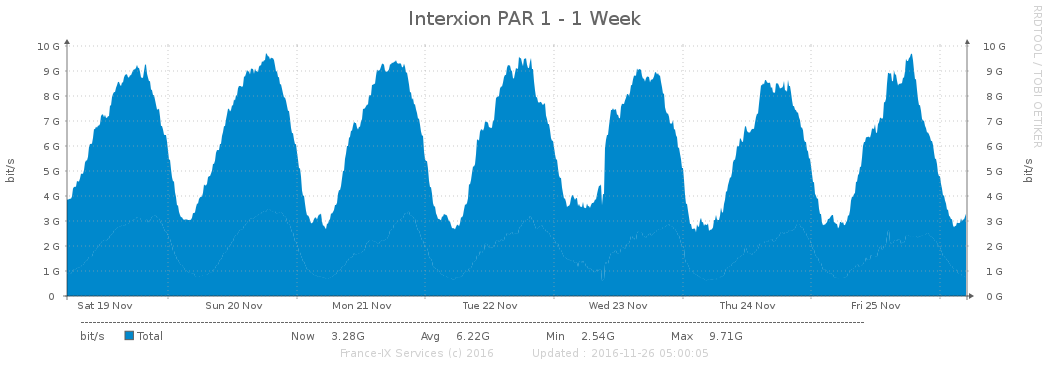 Interxion PAR 1 - 1 Week
RRDTOOL / TOBI OETIKER
10 G 10 G
9 G 9 G
8 G 8 G
7 G 7 G
6 G 6 G
5 G 5 G
4 G 4 G
3 G 3 G
2 G 2 G
1 G 1 G
0 0 G
bit/s bit/s
Sat 19 Nov Sun 20 Nov Mon 21 Nov Tue 22 Nov Wed 23 Nov Thu 24 Nov Fri 25 Nov
bit/s Total Now 3.28G Avg 6.22G Min 2.54G Max 9.71G
France-IX Services (c) 2016 Updated : 2016-11-26 05:00:05